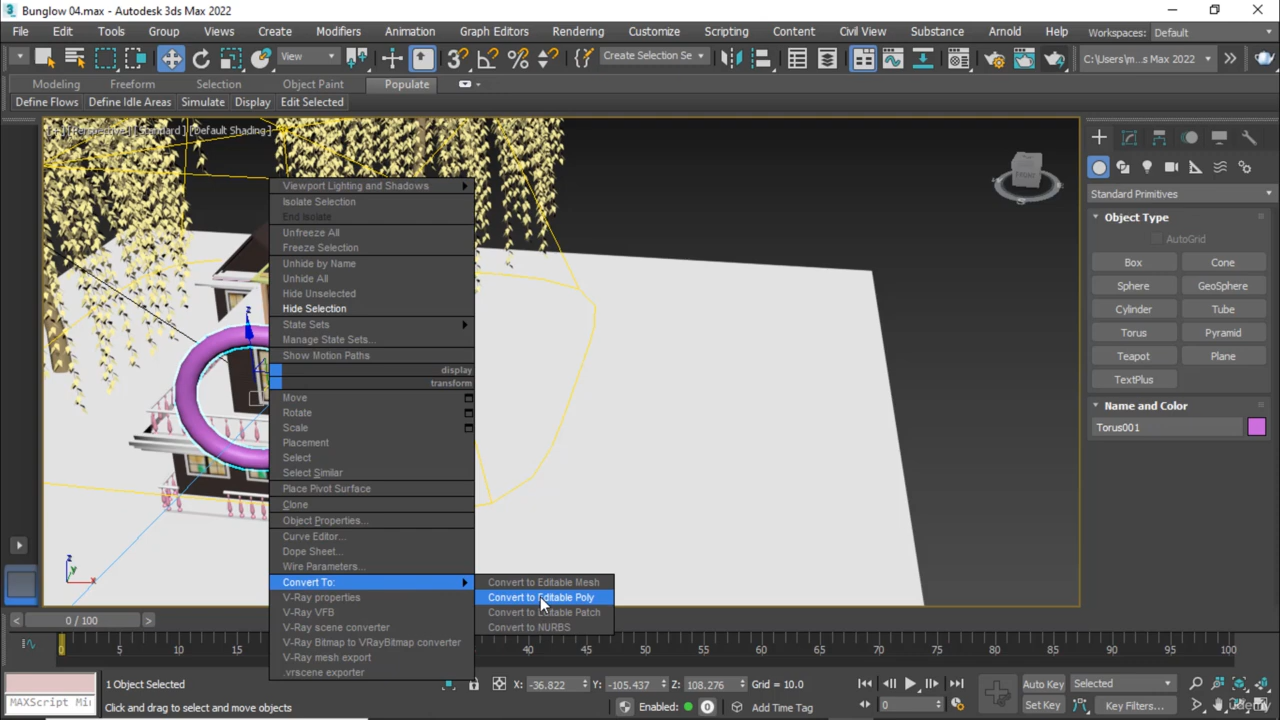 Bunglow 04.max - Autodesk 3ds Max 2022
File Edit Tools Group Views Create Modifiers Animation Graph Editors Rendering Customize Scripting Content Civil View Substance Arnold Help Workspaces: Default
View Create Selection Se C:\Users\m...s Max 2022
Modeling Freeform Selection Object Paint Populate
Define Flows Define Idle Areas Simulate Display Edit Selected
[Perspective] [Standard ] [Default Shading]
Viewport Lighting and Shadows
Isolate Selection
End Isolate
Unfreeze All
Freeze Selection
Unhide by Name
Unhide All
Hide Unselected
Hide Selection
State Sets
Manage State Sets...
Show Motion Paths
display
transform
Move
Rotate
Scale
Placement
Select
Select Similar
Place Pivot Surface
Clone
Object Properties...
Curve Editor...
Dope Sheet...
Wire Parameters...
Convert To:
V-Ray properties
V-Ray VFB
V-Ray scene converter
V-Ray Bitmap to VRayBitmap converter
V-Ray mesh export
.vrscene exporter
Convert to Editable Mesh
Convert to Editable Poly
Convert to Editable Patch
Convert to NURBS
z
z
y
x
Standard Primitives
Object Type
AutoGrid
Box Cone
Sphere GeoSphere
Cylinder Tube
Torus Pyramid
Teapot Plane
TextPlus
Name and Color
Torus001
< 0 / 100 >
0 5 10 15 40 45 50 55 60 65 70 75 80 85 90 95 100
1 Object Selected X: -36.822 Y: -105.437 Z: 108.276 Grid = 10.0 Auto Key Selected
MAXScript Mi Click and drag to select and move objects Enabled: 0 Add Time Tag 0 Set Key Key Filters...
Udemy